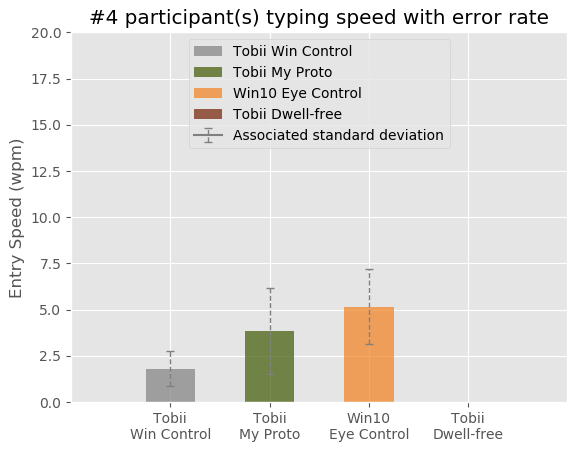 #4 participant(s) typing speed with error rate
Entry Speed (wpm)
20.0
17.5
15.0
12.5
10.0
7.5
5.0
2.5
0.0
Tobii Win Control
Tobii My Proto
Win10 Eye Control
Tobii Dwell-free
Associated standard deviation
Tobii
Win Control
Tobii
My Proto
Win10
Eye Control
Tobii
Dwell-free